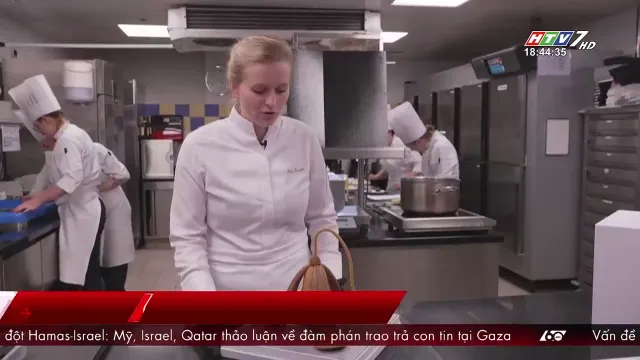 HTV7 HD
18:44:35
đột Hamas-Israel: Mỹ, Israel, Qatar thảo luận về đàm phán trao trả con tin tại Gaza 60 Vấn đề